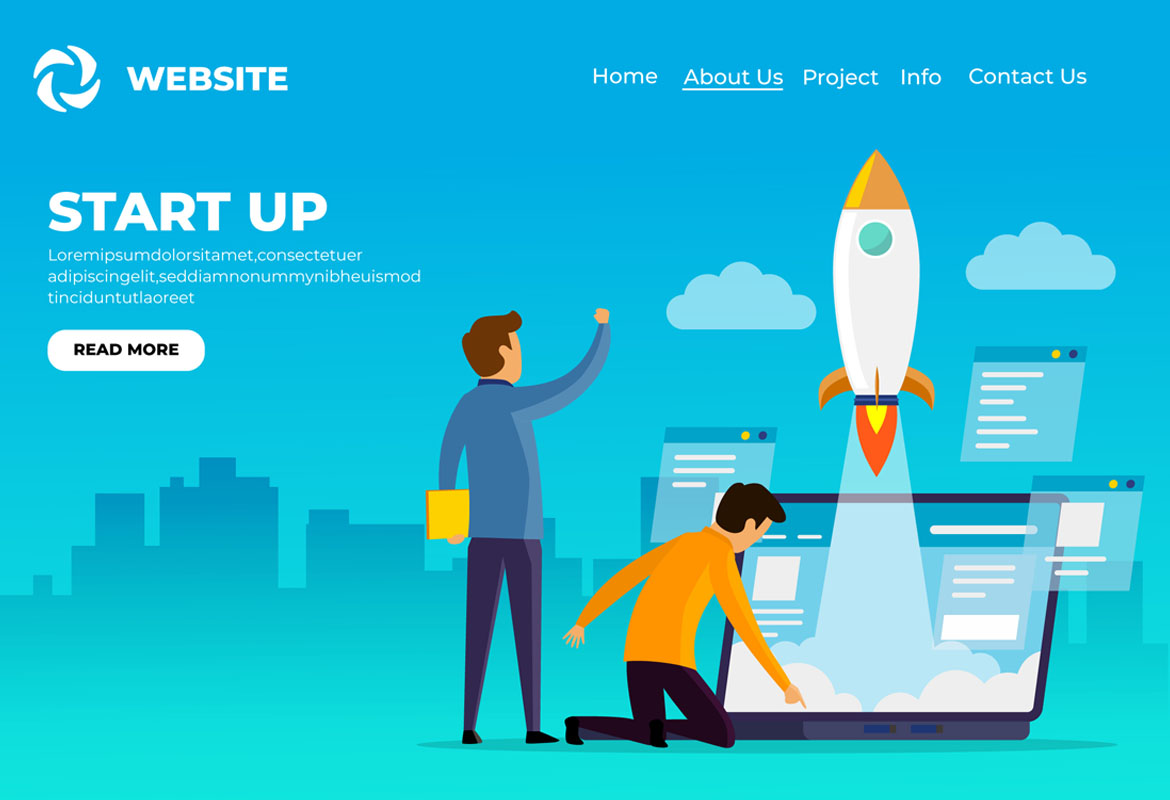 WEBSITE
Home About Us Project Info Contact Us
START UP
Loremipsumdolorsitamet,consectetuer
adipiscingelit,seddiamnonummynibheuismod
tinciduntutlaoreet
READ MORE